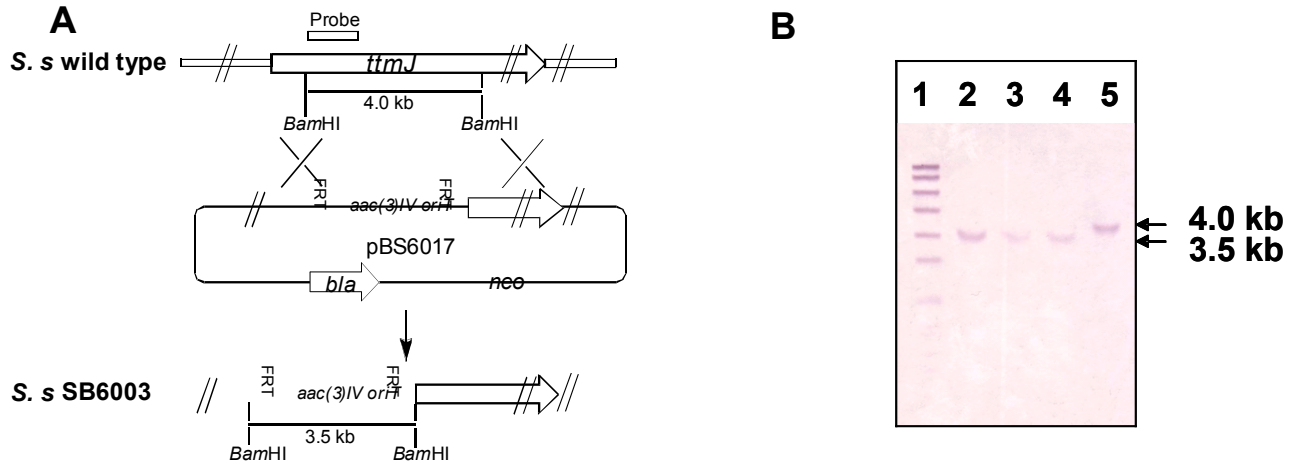 A
Probe
S. s wild type
ttmJ
4.0 kb
BamHI BamHI
FRT FRT
aac(3)IV oriT
pBS6017
bla neo
FRT FRT
S. s SB6003
aac(3)IV oriT
3.5 kb
BamHI BamHI
B
1 2 3 4 5
4.0 kb
3.5 kb